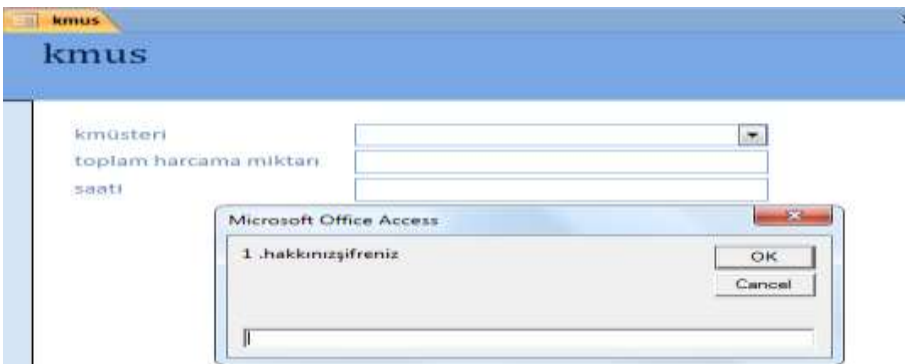 kmus
kmus
kmüsteri
toplam harcama miktarı
saati
Microsoft Office Access
1 .hakkınızşifreniz
OK
Cancel